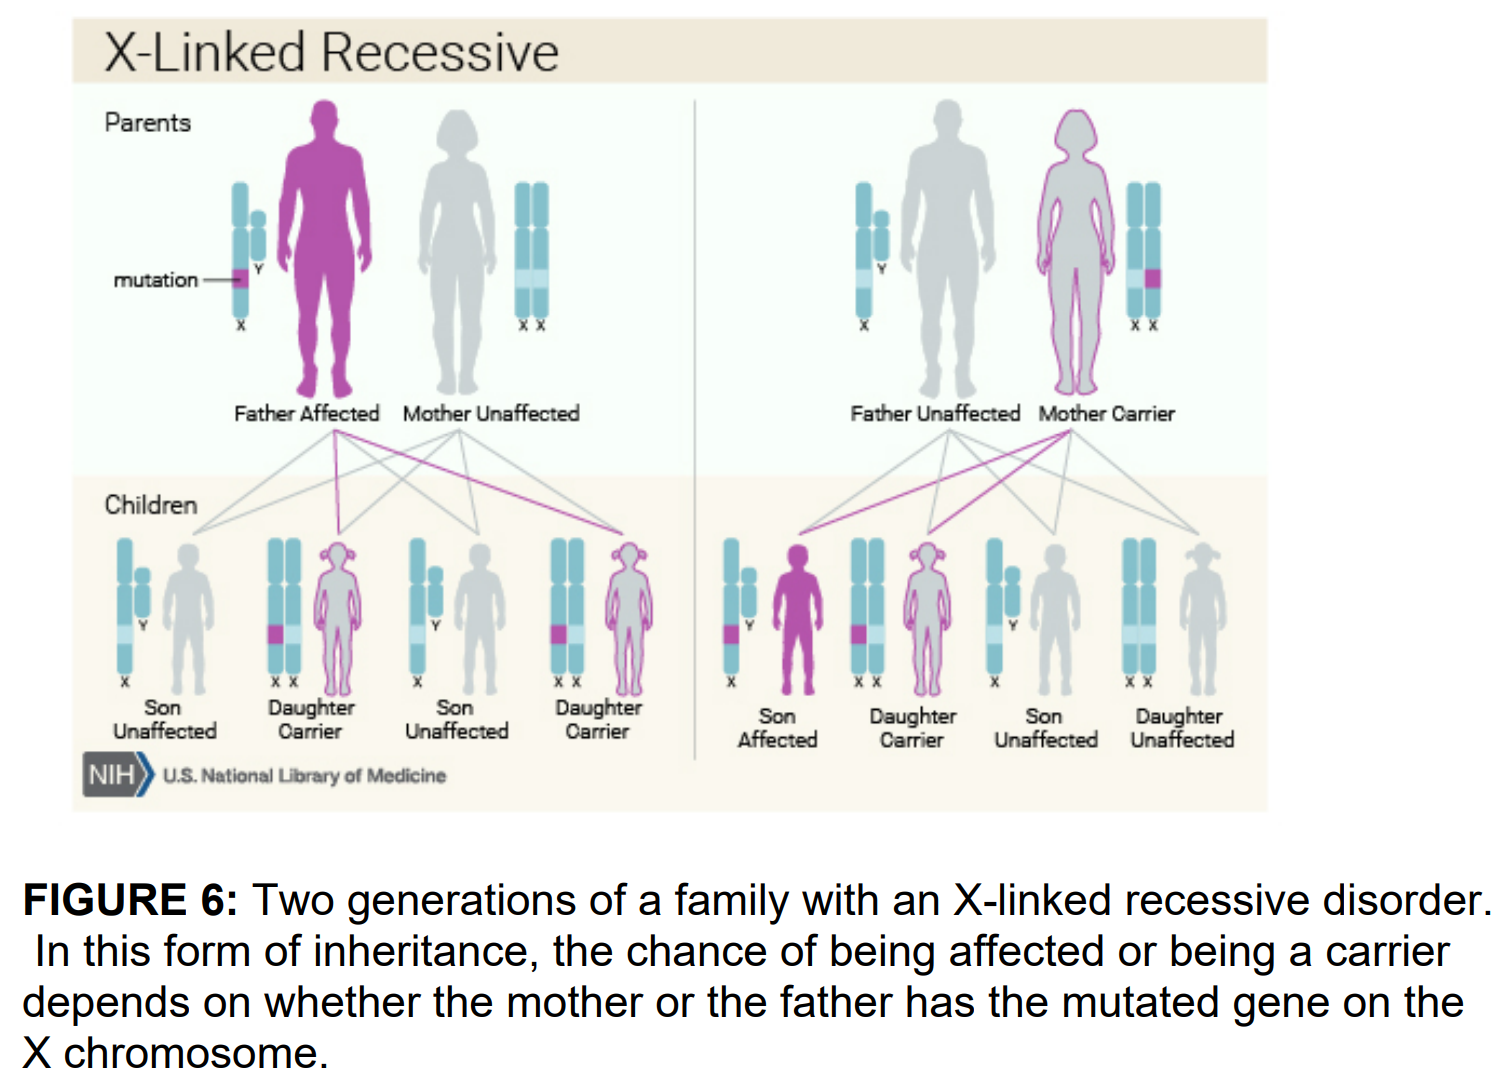 X-Linked Recessive
Parents
mutation
Y
X
X X
Y
X
X X
Father Affected Mother Unaffected
Father Unaffected Mother Carrier
Children
Y
X
X X
Y
X
X X
Y
X
X X
Y
X
X X
Son
Unaffected
Daughter
Carrier
Son
Unaffected
Daughter
Carrier
Son
Affected
Daughter
Carrier
Son
Unaffected
Daughter
Unaffected
NIH U.S. National Library of Medicine
FIGURE 6: Two generations of a family with an X-linked recessive disorder.
In this form of inheritance, the chance of being affected or being a carrier
depends on whether the mother or the father has the mutated gene on the
X chromosome.